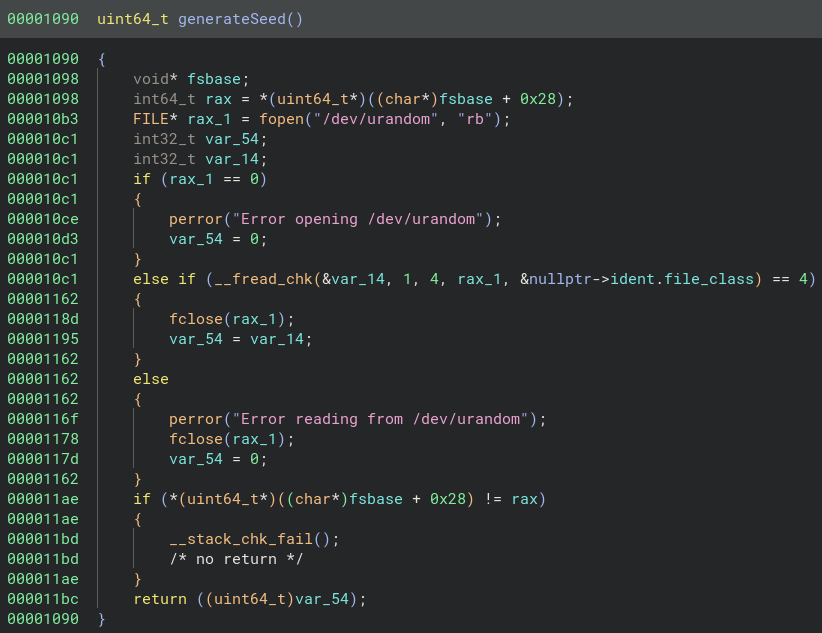 00001090 uint64_t generateSeed()
00001090 {
00001098 void* fsbase;
00001098 int64_t rax = *(uint64_t*)((char*)fsbase + 0x28);
000010b3 FILE* rax_1 = fopen("/dev/urandom", "rb");
000010c1 int32_t var_54;
000010c1 int32_t var_14;
000010c1 if (rax_1 == 0)
000010c1 {
000010ce perror("Error opening /dev/urandom");
000010d3 var_54 = 0;
000010c1 }
000010c1 else if (__fread_chk(&var_14, 1, 4, rax_1, &nullptr->ident.file_class) == 4)
00001162 {
0000118d fclose(rax_1);
00001195 var_54 = var_14;
00001162 }
00001162 else
00001162 {
0000116f perror("Error reading from /dev/urandom");
00001178 fclose(rax_1);
0000117d var_54 = 0;
00001162 }
000011ae if (*(uint64_t*)((char*)fsbase + 0x28) != rax)
000011ae {
000011bd __stack_chk_fail();
000011bd /* no return */
000011ae }
000011bc return ((uint64_t)var_54);
00001090 }